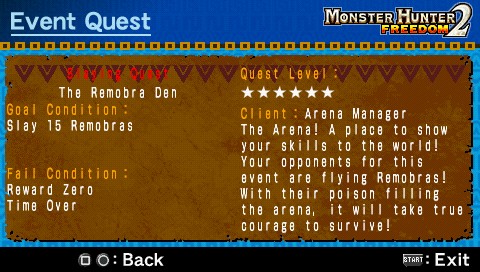 Event Quest
MONSTER HUNTER
FREEDOM 2
Slaying Quest
The Remobra Den
Goal Condition:
Slay 15 Remobras
Fail Condition:
Reward Zero
Time Over
Quest Level:
★★★★★★
Client: Arena Manager
The Arena! A place to show
your skills to the world!
Your opponents for this
event are flying Remobras!
With their poison filling
the arena, it will take true
courage to survive!
: Back
START: Exit